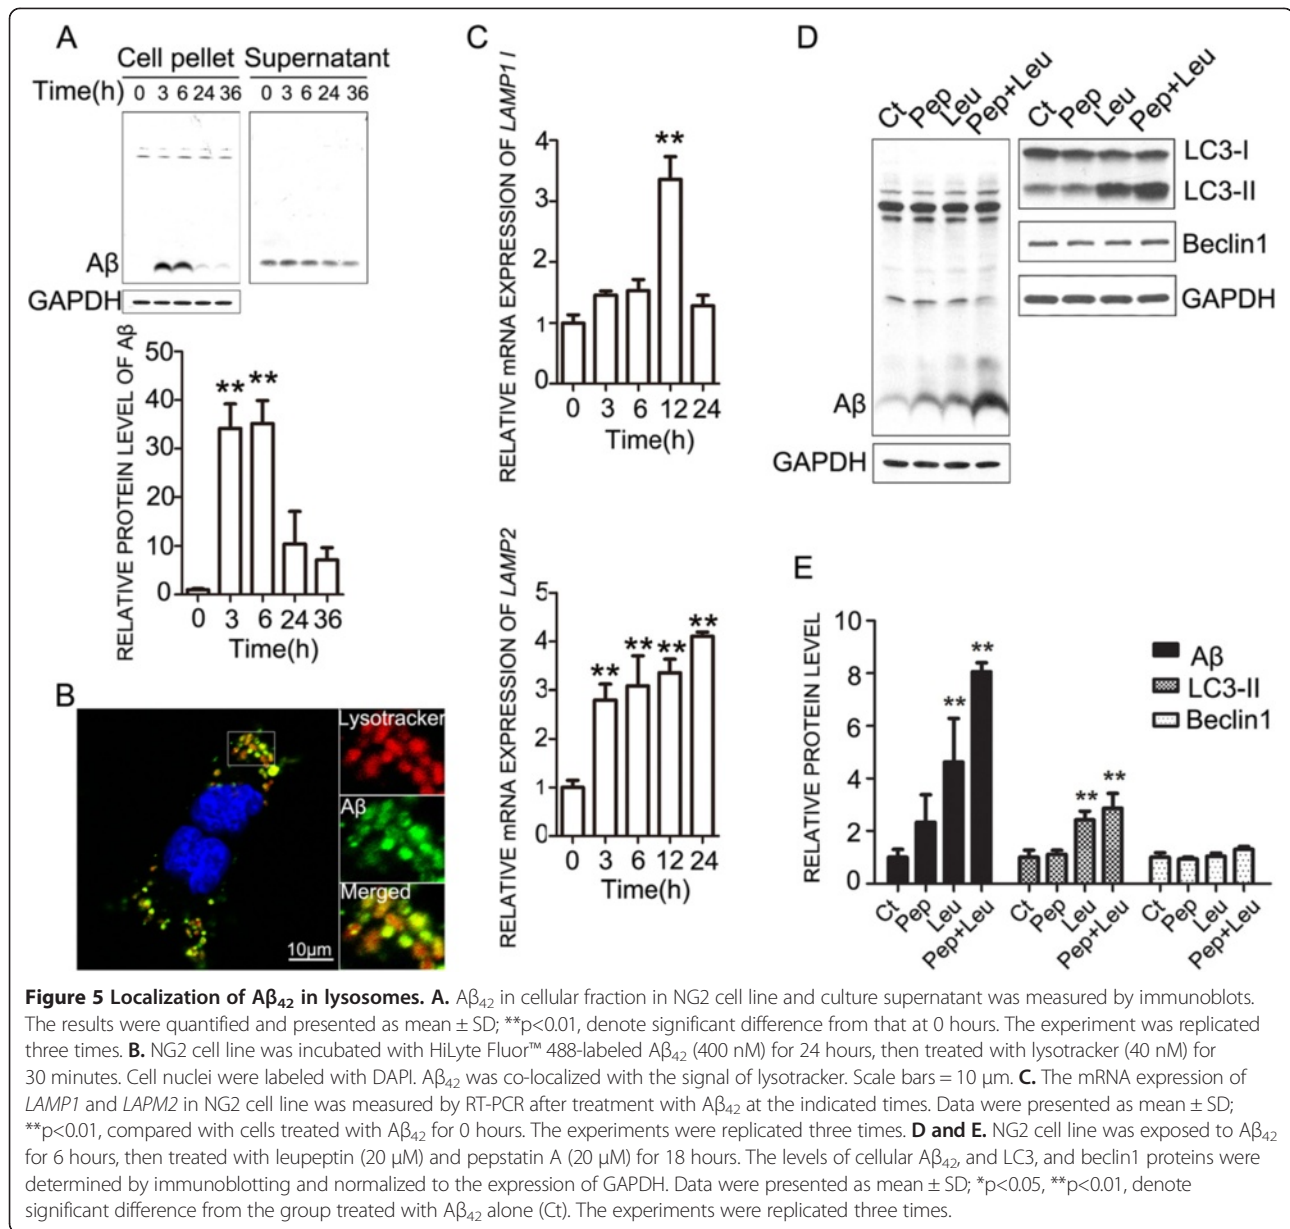 A
Cell pellet Supernatant
Time(h) 0 3 6 24 36 0 3 6 24 36
Aβ
GAPDH
RELATIVE PROTEIN LEVEL OF Aβ
50
40
30
20
10
0
0 3 6 24 36
Time(h)
** **
B
Lysotracker
Aβ
Merged
10μm
C
RELATIVE mRNA EXPRESSION OF LAMP1 I
4
3
2
1
0
**
0 3 6 12 24
Time(h)
RELATIVE mRNA EXPRESSION OF LAMP2
5
4
3
2
1
0
** ** ** **
0 3 6 12 24
Time(h)
D
Ct Pep Leu Pep+Leu
Aβ
GAPDH
Ct Pep Leu Pep+Leu
LC3-I
LC3-II
Beclin1
GAPDH
E
RELATIVE PROTEIN LEVEL
10
8
6
4
2
0
** ** ** **
Aβ
LC3-II
Beclin1
Ct Pep Leu Pep+Leu Ct Pep Leu Pep+Leu Ct Pep Leu Pep+Leu
Figure 5 Localization of Aβ42 in lysosomes. A. Aβ42 in cellular fraction in NG2 cell line and culture supernatant was measured by immunoblots.
The results were quantified and presented as mean ± SD; **p<0.01, denote significant difference from that at 0 hours. The experiment was replicated
three times. B. NG2 cell line was incubated with HiLyte Fluor™ 488-labeled Aβ42 (400 nM) for 24 hours, then treated with lysotracker (40 nM) for
30 minutes. Cell nuclei were labeled with DAPI. Aβ42 was co-localized with the signal of lysotracker. Scale bars = 10 μm. C. The mRNA expression of
LAMP1 and LAPM2 in NG2 cell line was measured by RT-PCR after treatment with Aβ42 at the indicated times. Data were presented as mean ± SD;
**p<0.01, compared with cells treated with Aβ42 for 0 hours. The experiments were replicated three times. D and E. NG2 cell line was exposed to Aβ42
for 6 hours, then treated with leupeptin (20 μM) and pepstatin A (20 μM) for 18 hours. The levels of cellular Aβ42, and LC3, and beclin1 proteins were
determined by immunoblotting and normalized to the expression of GAPDH. Data were presented as mean ± SD; *p<0.05, **p<0.01, denote
significant difference from the group treated with Aβ42 alone (Ct). The experiments were replicated three times.